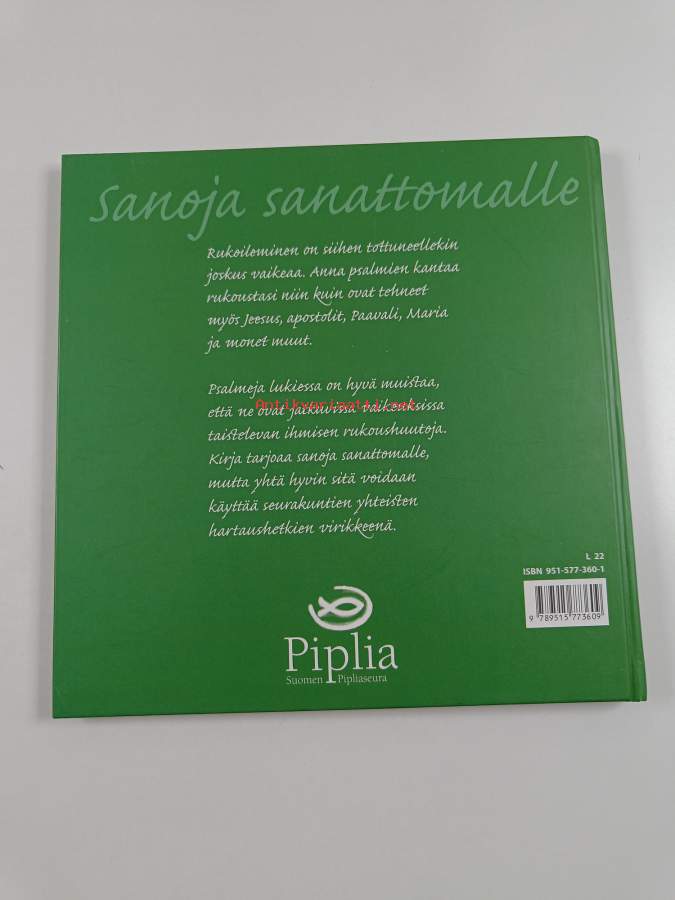 Sanoja sanattomalle
Rukoileminen on siihen tottuneellekin
joskus vaikeaa. Anna psalmien kantaa
rukoustasi niin kuin ovat tehneet
myös Jeesus, apostolit, Paavali, Maria
ja monet muut.
Psalmeja lukiessa on hyvä muistaa,
Antikvariaatti.net
että ne ovat jatkuvissa vaikeuksissa
taistelevan ihmisen rukoushuutoja.
Kirja tarjoaa sanoja sanattomalle,
mutta yhtä hyvin sitä voidaan
käyttää seurakuntien yhteisten
hartaushetkien virikkeenä.
L 22
ISBN 951-577-360-1
9 789515 773609
Piplia
Suomen Pipliaseura